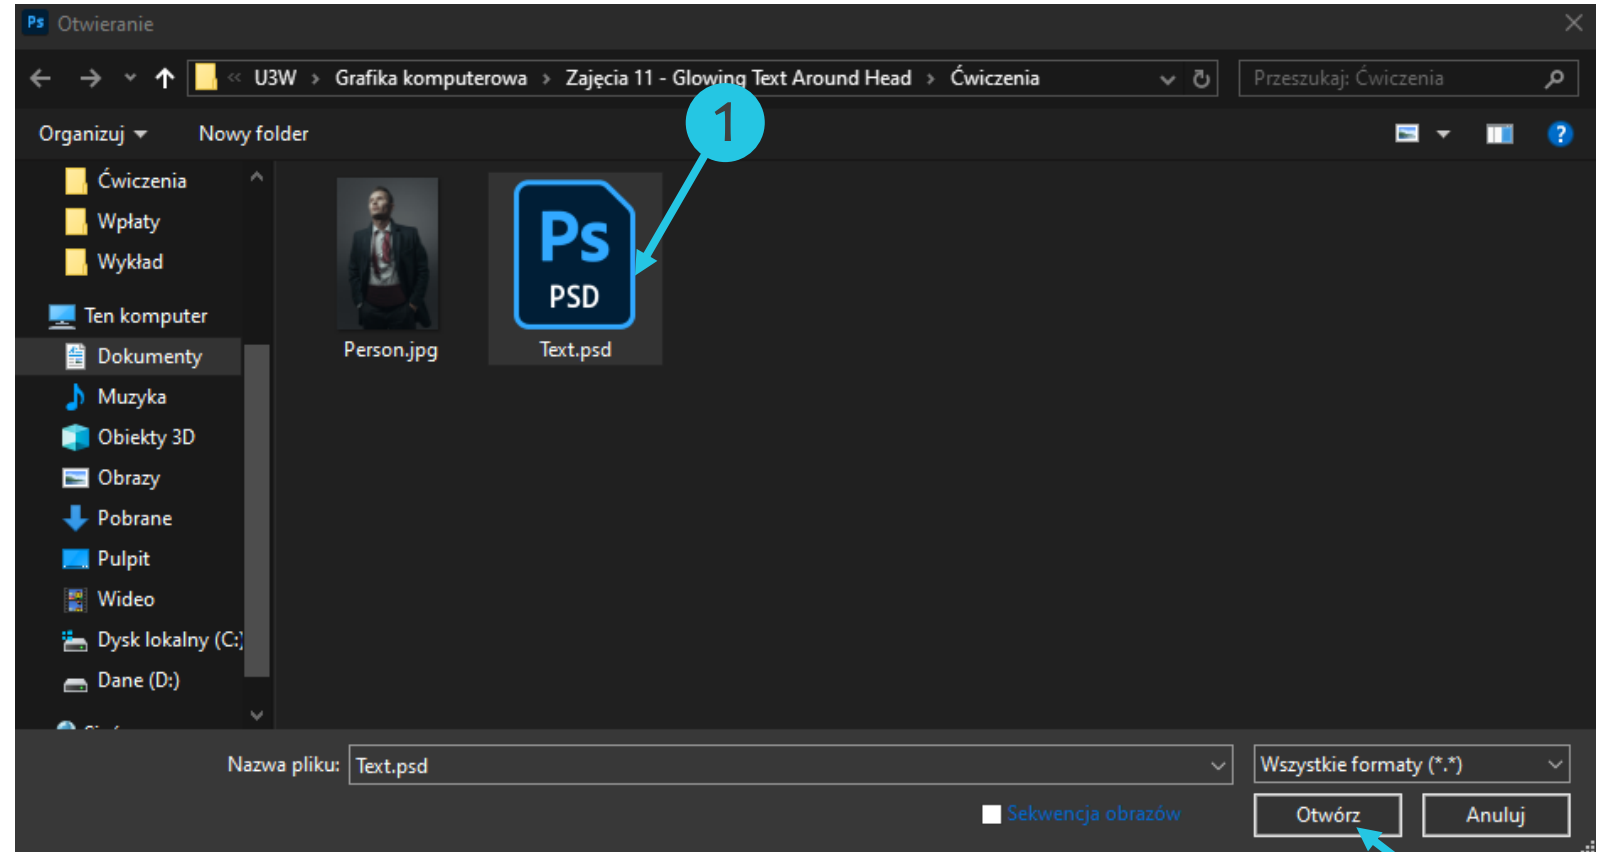 Ps Otwieranie
« U3W > Grafika komputerowa > Zajęcia 11 - Glowing Text Around Head > Ćwiczenia
Przeszukaj: Ćwiczenia
Organizuj
Nowy folder
?
1
Ćwiczenia
Wpłaty
Wykład
Ten komputer
Dokumenty
Muzyka
Obiekty 3D
Obrazy
Pobrane
Pulpit
Wideo
Dysk lokalny (C:)
Dane (D:)
Person.jpg
Ps
PSD
Text.psd
Nazwa pliku: Text.psd
Wszystkie formaty (*.*)
Sekwencja obrazów
Otwórz
Anuluj